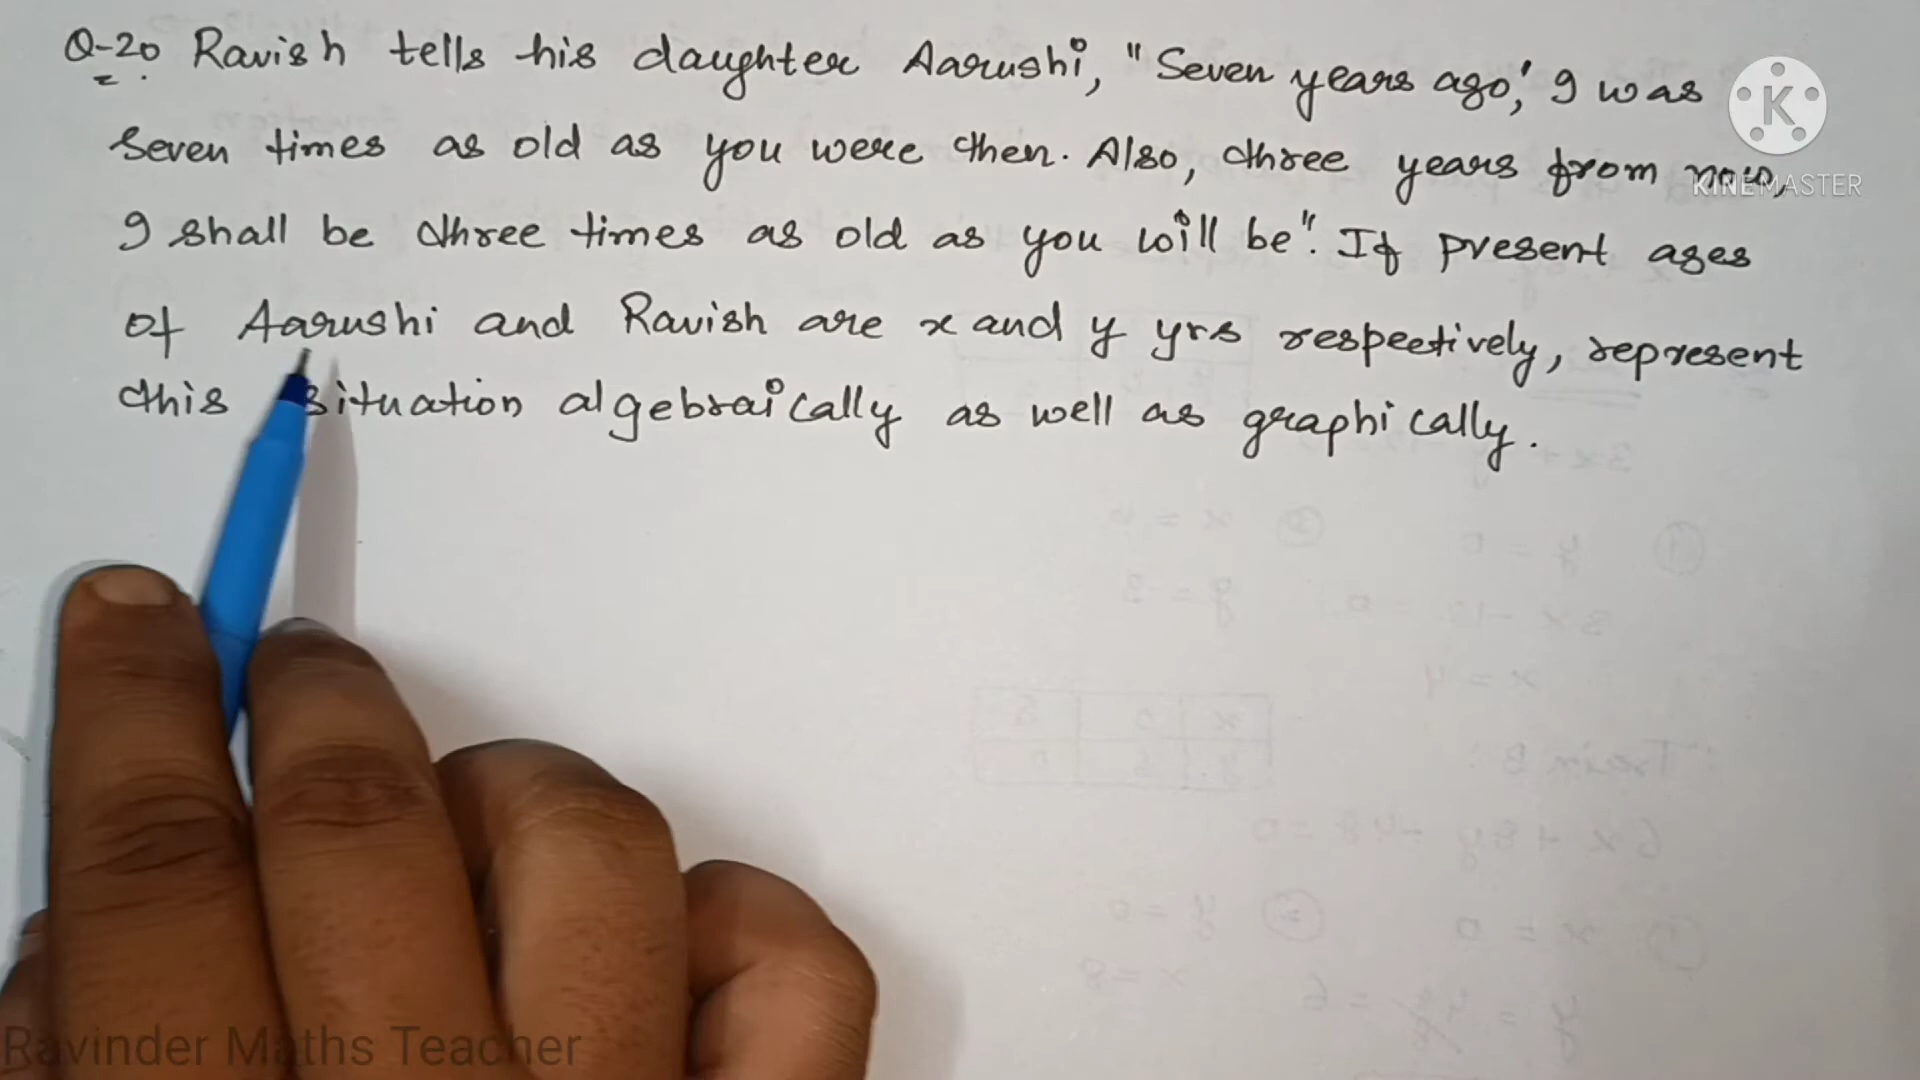 Q-20 Ravish tells his daughter Aarushi, "Seven years ago,' I was
seven times as old as you were then. Also, three years from now,
I shall be three times as old as you will be". If present ages
of Aarushi and Ravish are x and y yrs respectively, represent
this situation algebraically as well as graphically.
K
KINEMASTER
Ravinder Maths Teacher